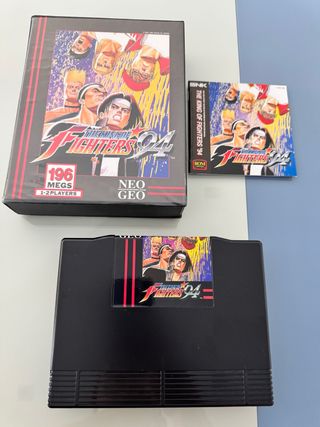 THE KING OF
FIGHTERS '94
196
MEGS
1-2 PLAYERS
NEO
GEO
SNK
THE KING OF FIGHTERS '94
THE KING OF
FIGHTERS '94
GEO
THE KING OF
FIGHTERS '94